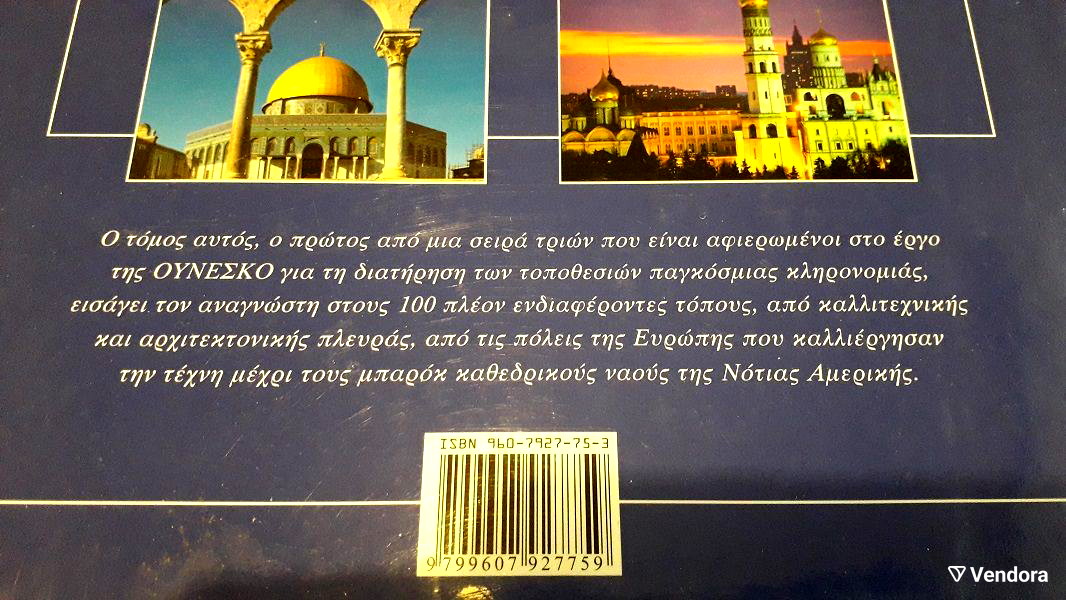 Ο τόμος αυτός, ο πρώτος από μια σειρά τριών που είναι αφιερωμένοι στο έργο
της ΟΥΝΕΣΚΟ για τη διατήρηση των τοποθεσιών παγκόσμιας κληρονομιάς,
εισάγει τον αναγνώστη στους 100 πλέον ενδιαφέροντες τόπους, από καλλιτεχνικής
και αρχιτεκτονικής πλευράς, από τις πόλεις της Ευρώπης που καλλιέργησαν
την τέχνη μέχρι τους μπαρόκ καθεδρικούς ναούς της Νότιας Αμερικής.
ISBN 960-7927-75-3
9 799607 927759
Vendora